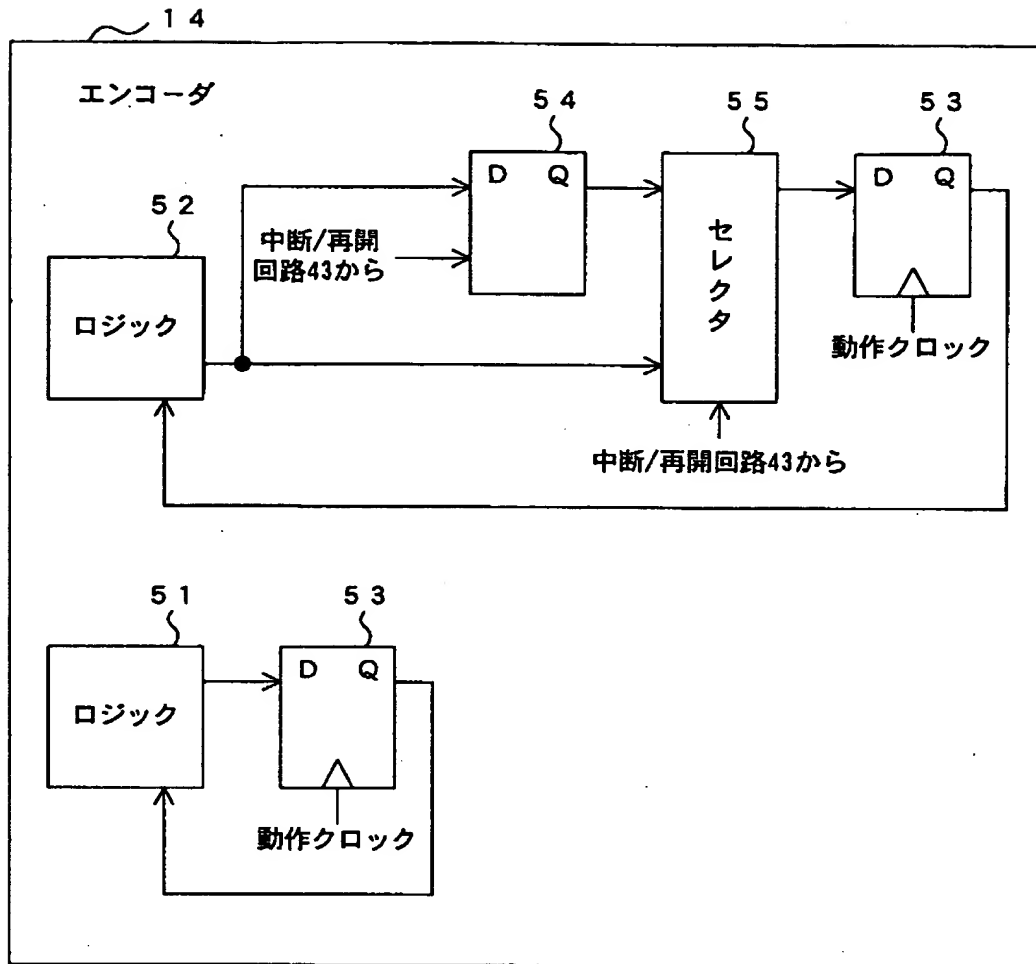 １４
エンコーダ
５４
５５
５３
D Q
D Q
５２
中断/再開
回路43から
セレクタ
ロジック
動作クロック
中断/再開回路43から
５１
５３
D Q
ロジック
動作クロック